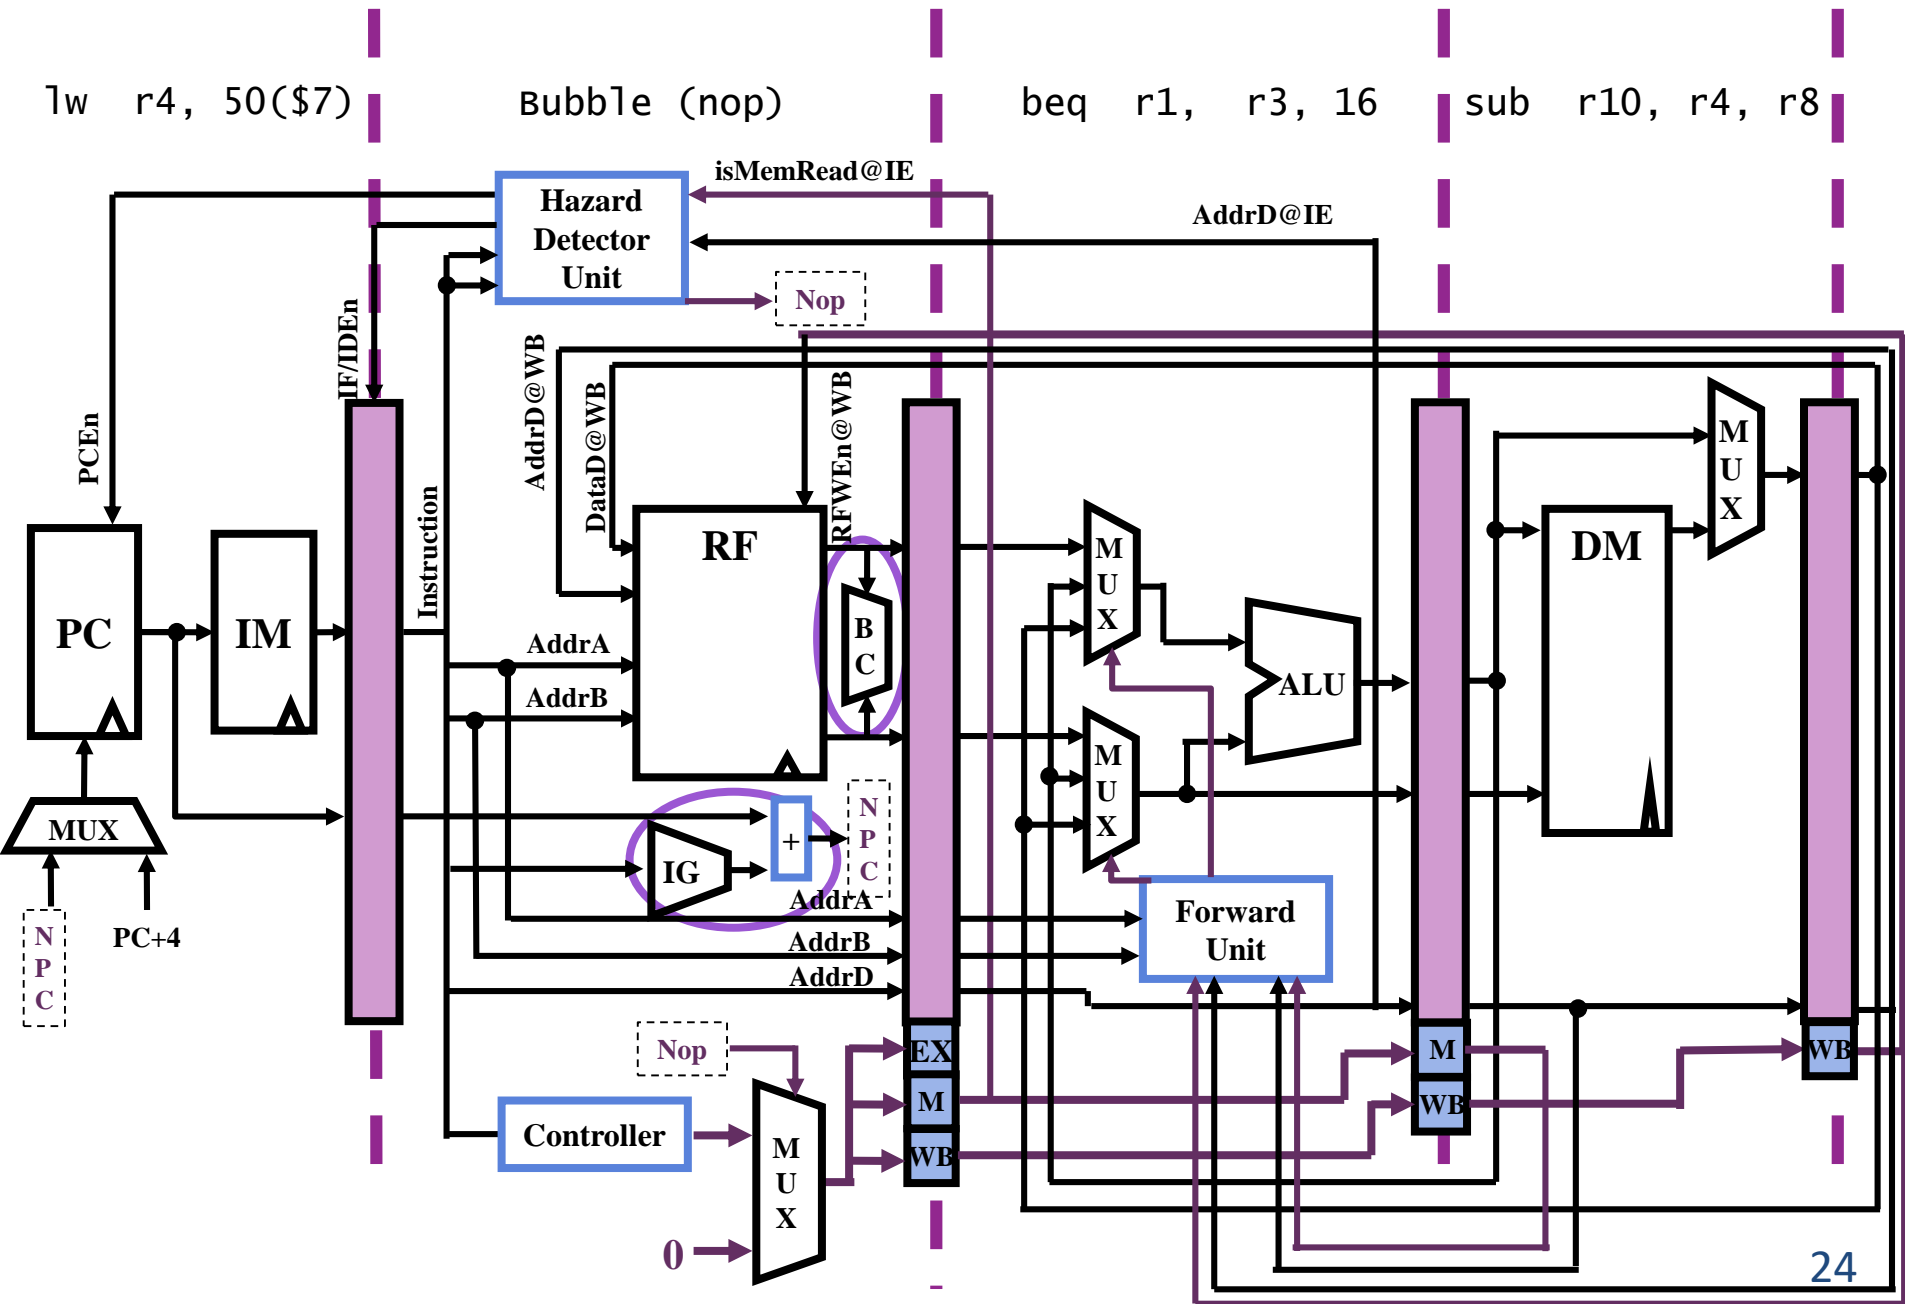 lw r4, 50($7)
Bubble (nop)
beq r1, r3, 16
sub r10, r4, r8
isMemRead@IE
Hazard
Detector
Unit
AddrD@IE
Nop
IF/IDEn
PCEn
AddrD@WB
DataD@WB
RFWEn@WB
Instruction
PC
IM
RF
B
C
M
U
X
ALU
DM
M
U
X
AddrA
AddrB
M
U
X
MUX
IG
+
N
P
C
N
P
C
PC+4
AddrA
AddrB
AddrD
Forward
Unit
Nop
EX
M
WB
M
WB
WB
Controller
M
U
X
0
24